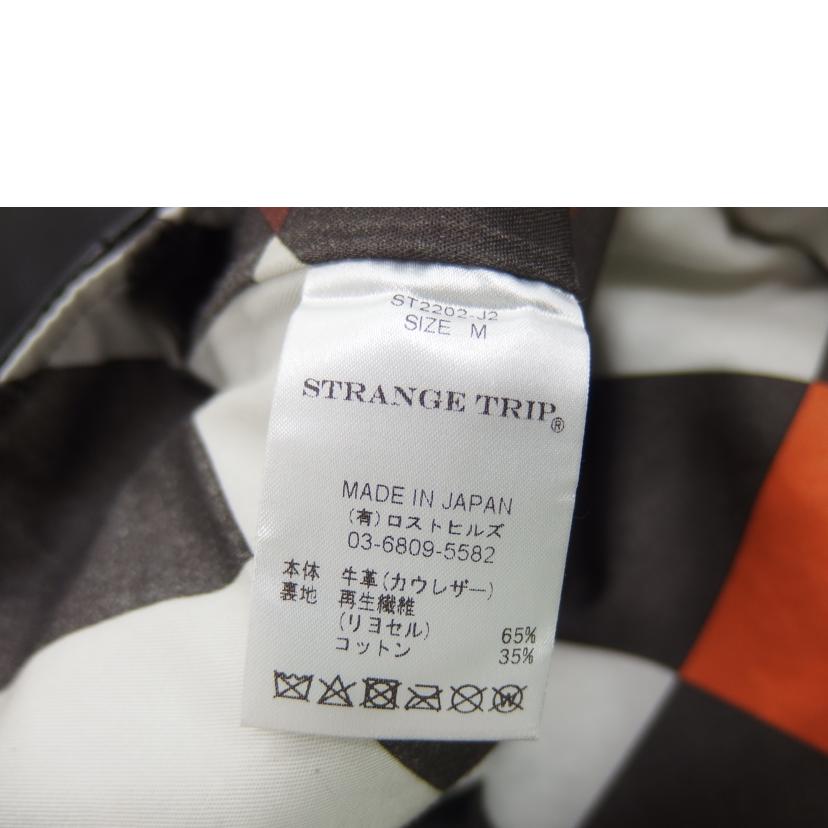 ST2202-J2
SIZE M
STRANGE TRIP®
MADE IN JAPAN
(有)ロストヒルズ
03-6809-5582
本体 牛革(カウレザー)
裏地 再生繊維
(リヨセル) 65%
コットン 35%
W